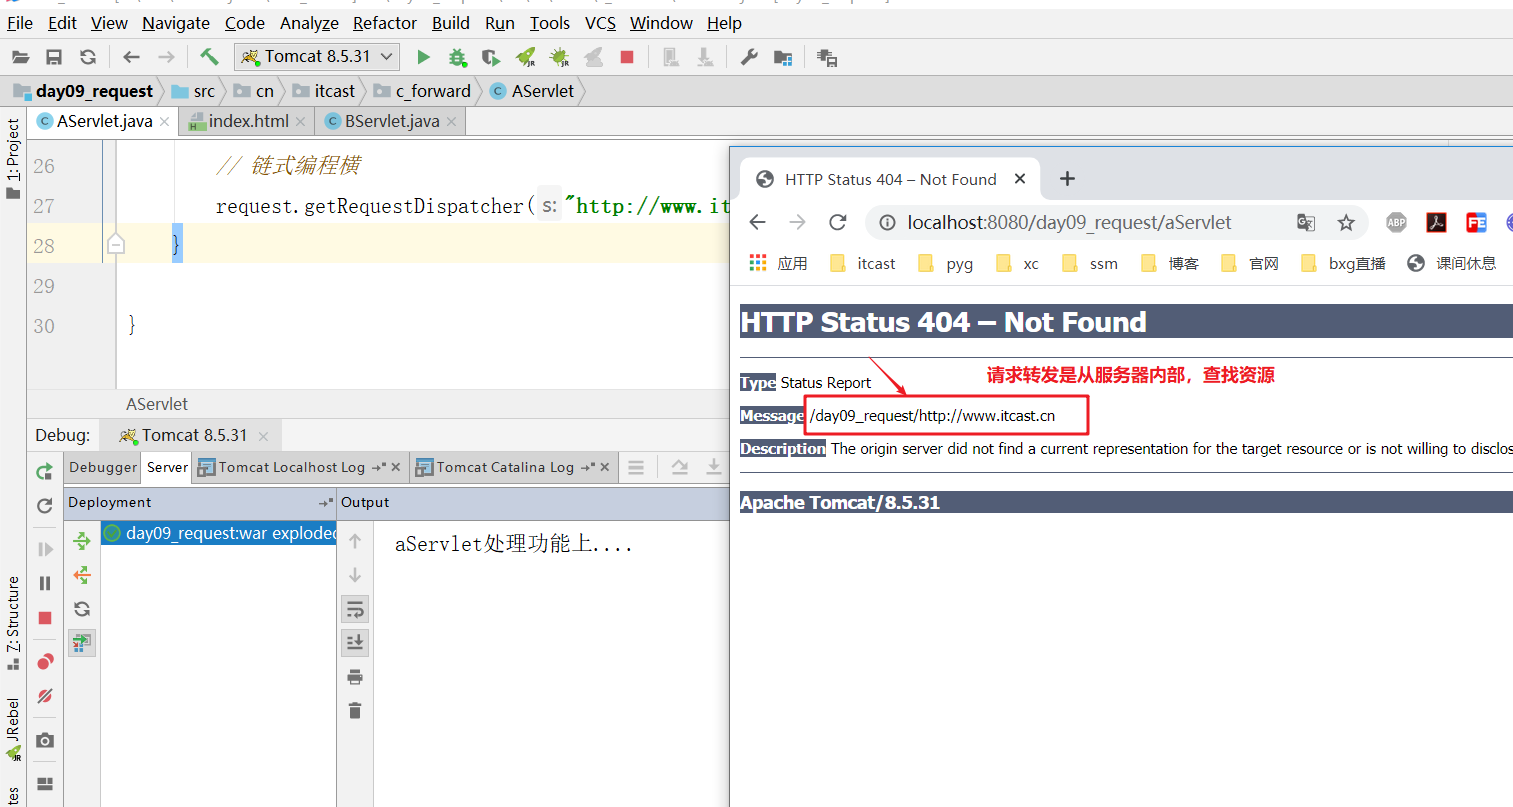 File Edit View Navigate Code Analyze Refactor Build Run Tools VCS Window Help
Tomcat 8.5.31
day09_request src cn itcast c_forward AServlet
AServlet.java index.html BServlet.java
1: Project
26 // 链式编程横
27 request.getRequestDispatcher( s: "http://www.it
28 }
29
30 }
AServlet
Debug: Tomcat 8.5.31
Debugger Server Tomcat Localhost Log Tomcat Catalina Log
Deployment Output
day09_request:war exploded
aServlet处理功能上....
Z: Structure
JRebel
HTTP Status 404 – Not Found
localhost:8080/day09_request/aServlet
应用 itcast pyg xc ssm 博客 官网 bxg直播 课间休息
HTTP Status 404 – Not Found
请求转发是从服务器内部，查找资源
Type Status Report
Message /day09_request/http://www.itcast.cn
Description The origin server did not find a current representation for the target resource or is not willing to disclos
Apache Tomcat/8.5.31